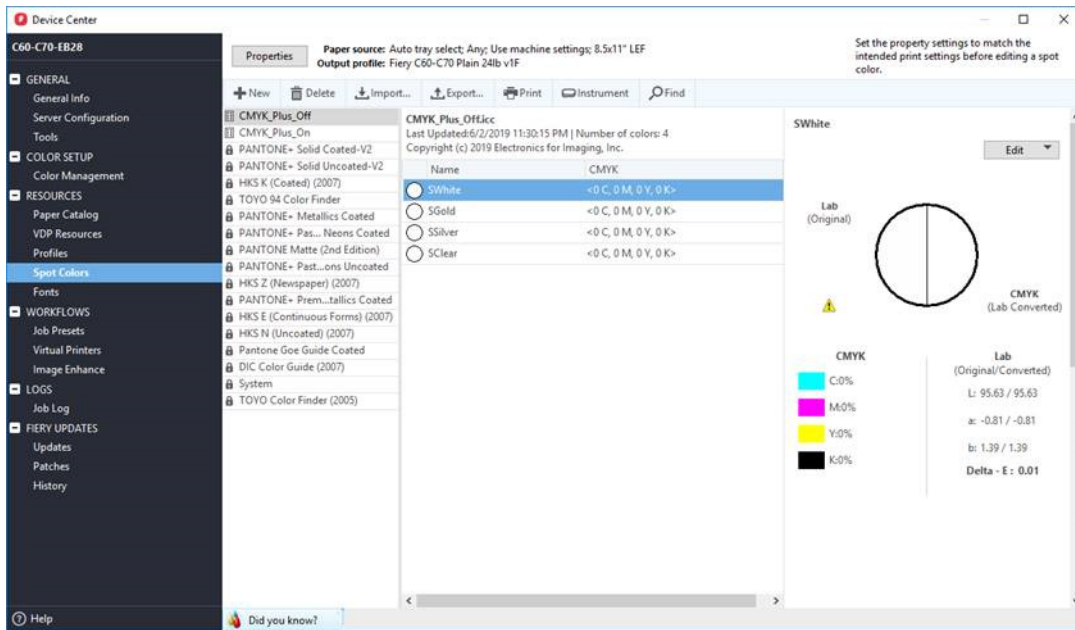 Device Center
C60-C70-EB28
GENERAL
General Info
Server Configuration
Tools
COLOR SETUP
Color Management
RESOURCES
Paper Catalog
VDP Resources
Profiles
Spot Colors
Fonts
WORKFLOWS
Job Presets
Virtual Printers
Image Enhance
LOGS
Job Log
FIERY UPDATES
Updates
Patches
History
Help
Properties
Paper source: Auto tray select; Any; Use machine settings; 8.5x11" LEF
Output profile: Fiery C60-C70 Plain 24lb v1F
Set the property settings to match the
intended print settings before editing a spot
color.
New Delete Import... Export... Print Instrument Find
CMYK_Plus_Off
CMYK_Plus_On
PANTONE+ Solid Coated-V2
PANTONE+ Solid Uncoated-V2
HKS K (Coated) (2007)
TOYO 94 Color Finder
PANTONE+ Metallics Coated
PANTONE+ Pas... Neons Coated
PANTONE Matte (2nd Edition)
PANTONE+ Past...ons Uncoated
HKS Z (Newspaper) (2007)
PANTONE+ Prem...tallics Coated
HKS E (Continuous Forms) (2007)
HKS N (Uncoated) (2007)
Pantone Goe Guide Coated
DIC Color Guide (2007)
System
TOYO Color Finder (2005)
CMYK_Plus_Off.icc
Last Updated:6/2/2019 11:30:15 PM | Number of colors: 4
Copyright (c) 2019 Electronics for Imaging, Inc.
Name CMYK
SWhite <0 C, 0 M, 0 Y, 0 K>
SGold <0 C, 0 M, 0 Y, 0 K>
SSilver <0 C, 0 M, 0 Y, 0 K>
SClear <0 C, 0 M, 0 Y, 0 K>
SWhite
Edit
Lab
(Original)
CMYK
(Lab Converted)
CMYK
C:0%
M:0%
Y:0%
K:0%
Lab
(Original/Converted)
L: 95.63 / 95.63
a: -0.81 / -0.81
b: 1.39 / 1.39
Delta - E : 0.01
Did you know?